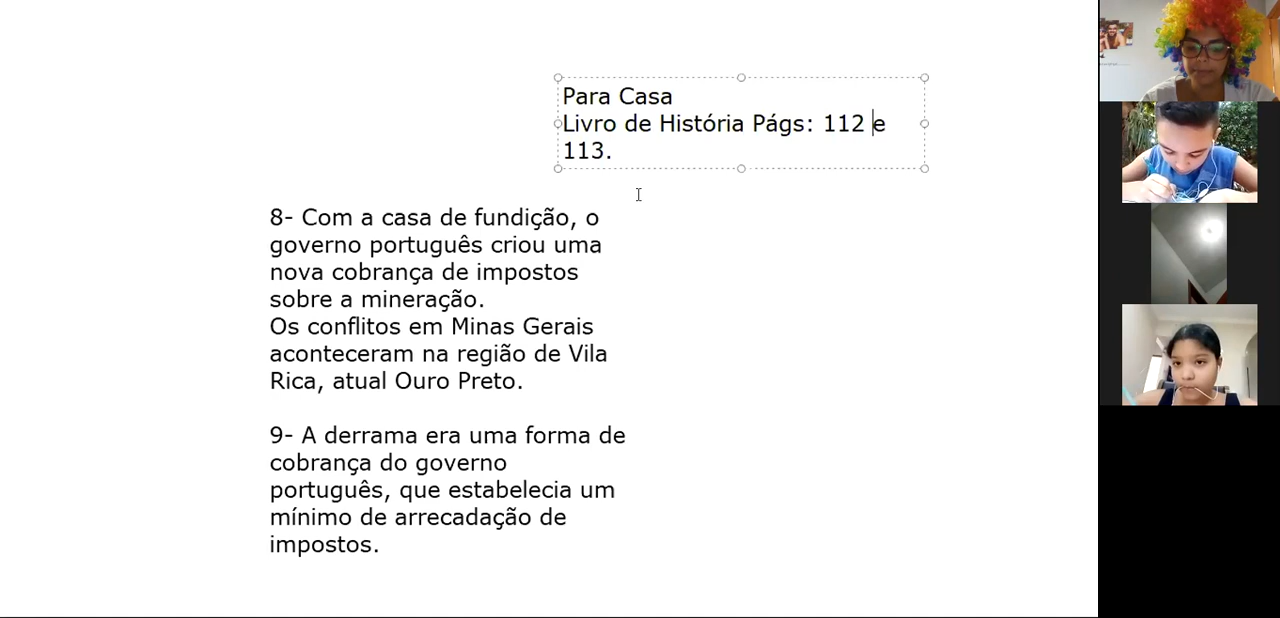 Para Casa
Livro de História Págs: 112 e
113.
8- Com a casa de fundição, o
governo português criou uma
nova cobrança de impostos
sobre a mineração.
Os conflitos em Minas Gerais
aconteceram na região de Vila
Rica, atual Ouro Preto.
9- A derrama era uma forma de
cobrança do governo
português, que estabelecia um
mínimo de arrecadação de
impostos.